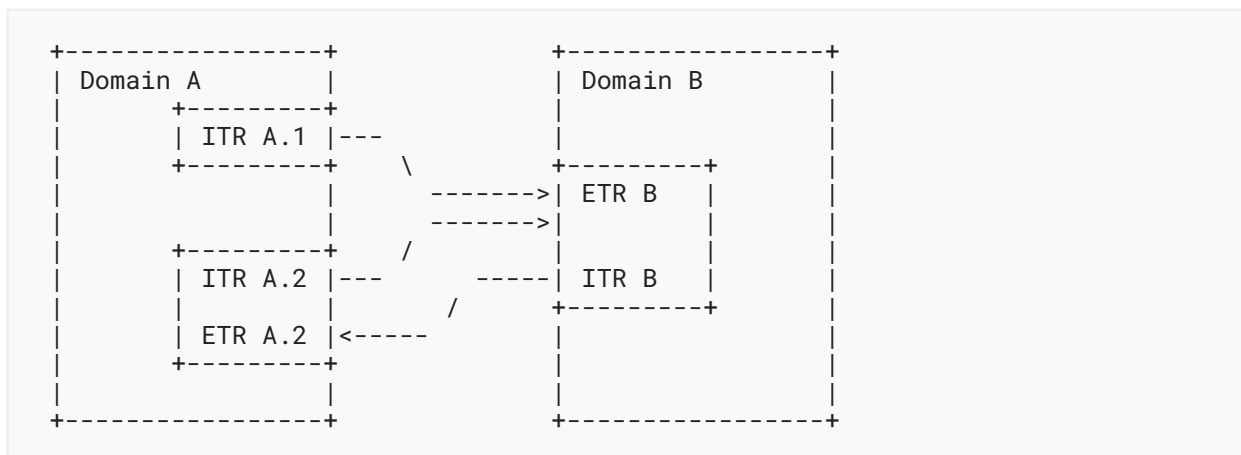 +-----------------+               +-----------------+
| Domain A        |               | Domain B        |
|       +---------+               |                 |
|       | ITR A.1 |---            |                 |
|       +---------+    \          +---------+       |
|                 |      ------->| ETR B   |       |
|                 |      ------->|         |       |
|       +---------+    /          |         |       |
|       | ITR A.2 |---      -----| ITR B   |       |
|       |         |       /       +---------+       |
|       | ETR A.2 |<-----         |                 |
|       +---------+               |                 |
|                 |               |                 |
+-----------------+               +-----------------+